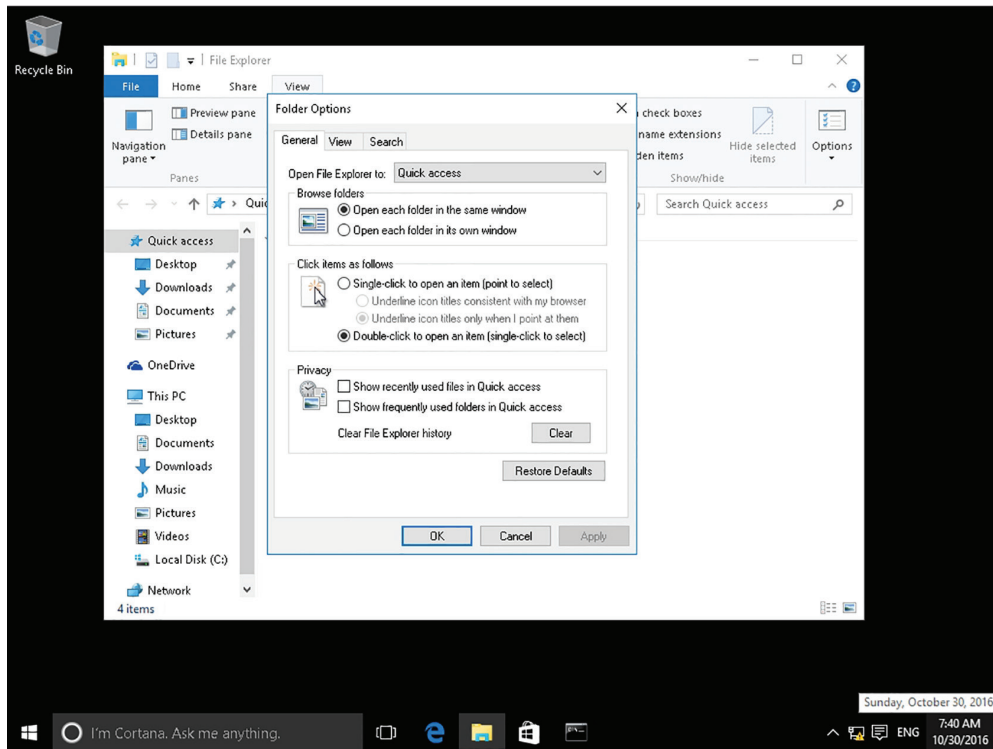 Recycle Bin
File Explorer
File Home Share View
Preview pane
Details pane
Navigation
pane
Panes
check boxes
name extensions
den items
Hide selected
items
Show/hide
Options
Quic
Search Quick access
Quick access
Desktop
Downloads
Documents
Pictures
OneDrive
This PC
Desktop
Documents
Downloads
Music
Pictures
Videos
Local Disk (C:)
Network
4 items
Folder Options
General View Search
Open File Explorer to: Quick access
Browse folders
Open each folder in the same window
Open each folder in its own window
Click items as follows
Single-click to open an item (point to select)
Underline icon titles consistent with my browser
Underline icon titles only when I point at them
Double-click to open an item (single-click to select)
Privacy
Show recently used files in Quick access
Show frequently used folders in Quick access
Clear File Explorer history Clear
Restore Defaults
OK Cancel Apply
Sunday, October 30, 2016
I'm Cortana. Ask me anything.
ENG
7:40 AM
10/30/2016